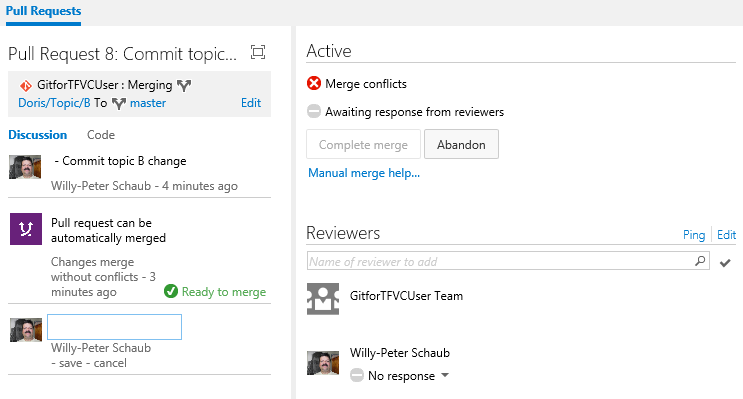 Pull Requests
Pull Request 8: Commit topic...
GitforTFVCUser : Merging
Doris/Topic/B To master Edit
Discussion Code
- Commit topic B change
Willy-Peter Schaub - 4 minutes ago
Pull request can be
automatically merged
Changes merge
without conflicts - 3
minutes ago Ready to merge
Willy-Peter Schaub
- save - cancel
Active
Merge conflicts
Awaiting response from reviewers
Complete merge Abandon
Manual merge help...
Reviewers Ping Edit
Name of reviewer to add
GitforTFVCUser Team
Willy-Peter Schaub
No response